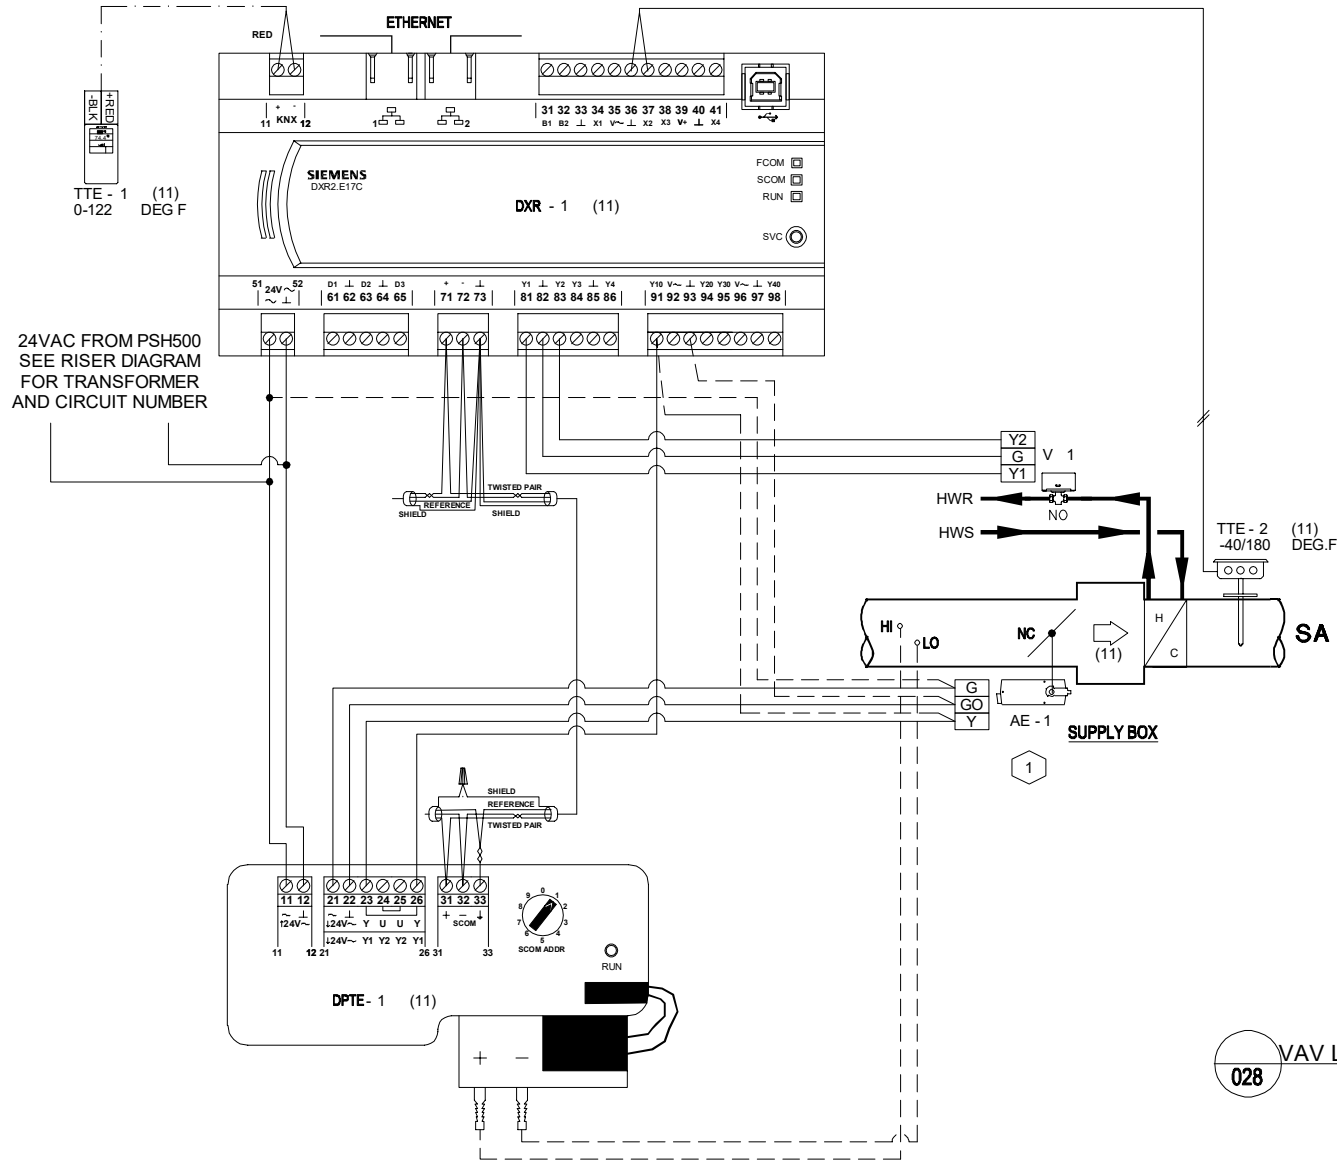 ETHERNET
RED
-BLK
+RED
TTE - 1 (11)
0-122 DEG F
+ -
11 KNX 12
1 2
31 32 33 34 35 36 37 38 39 40 41
B1 B2 ⊥ X1 V~ ⊥ X2 X3 V+ ⊥ X4
SIEMENS
DXR2.E17C
DXR - 1 (11)
FCOM
SCOM
RUN
SVC
51 24V ~ 52
~ ⊥
D1 ⊥ D2 ⊥ D3
61 62 63 64 65
+ - ⊥
71 72 73
Y1 ⊥ Y2 Y3 ⊥ Y4
81 82 83 84 85 86
Y10 V~ ⊥ Y20 Y30 V~ ⊥ Y40
91 92 93 94 95 96 97 98
24VAC FROM PSH500
SEE RISER DIAGRAM
FOR TRANSFORMER
AND CIRCUIT NUMBER
TWISTED PAIR
REFERENCE
SHIELD
SHIELD
Y2
G
Y1
V 1
NO
HWR
HWS
TTE - 2 (11)
-40/180 DEG.F
HI
LO
NC
(11)
H
C
SA
G
GO
Y
AE - 1
SUPPLY BOX
1
SHIELD
REFERENCE
TWISTED PAIR
11 12
~ ⊥
↑24V~
11 12
21 22 23 24 25 26
~ ⊥
↓24V~ Y U U Y
↓24V~ Y1 Y2 Y2 Y1
21 26
31 32 33
+ − ↓
SCOM
31 33
0 1 2 3 4 5 6 7 8 9
SCOM ADDR
RUN
DPTE - 1 (11)
+ −
VAV L
028